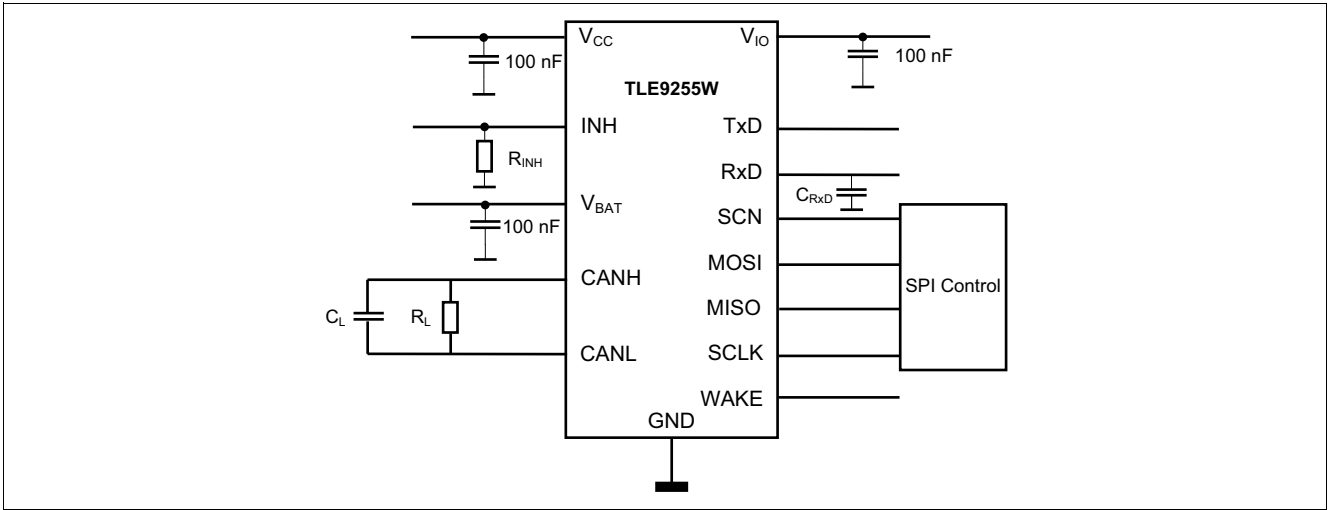 V_CC
V_IO
100 nF
100 nF
TLE9255W
INH
TxD
R_INH
RxD
C_RxD
V_BAT
SCN
100 nF
MOSI
CANH
SPI Control
MISO
C_L
R_L
CANL
SCLK
WAKE
GND